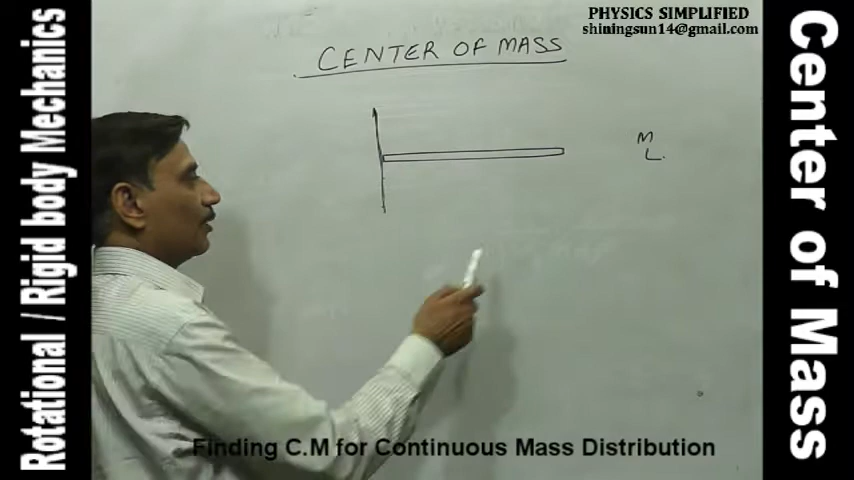 Rotational / Rigid body Mechanics
PHYSICS SIMPLIFIED
shiningsun14@gmail.com
CENTER OF MASS
M
L
Finding C.M for Continuous Mass Distribution
Center of Mass